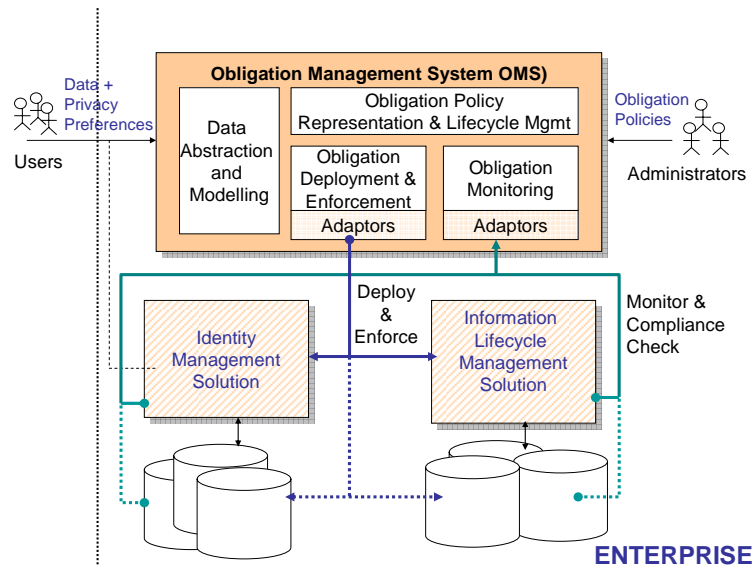 Obligation Management System OMS)
Data +
Privacy
Preferences
Users
Data
Abstraction
and
Modelling
Obligation Policy
Representation & Lifecycle Mgmt
Obligation
Deployment &
Enforcement
Adaptors
Obligation
Monitoring
Adaptors
Obligation
Policies
Administrators
Deploy
&
Enforce
Monitor &
Compliance
Check
Identity
Management
Solution
Information
Lifecycle
Management
Solution
ENTERPRISE